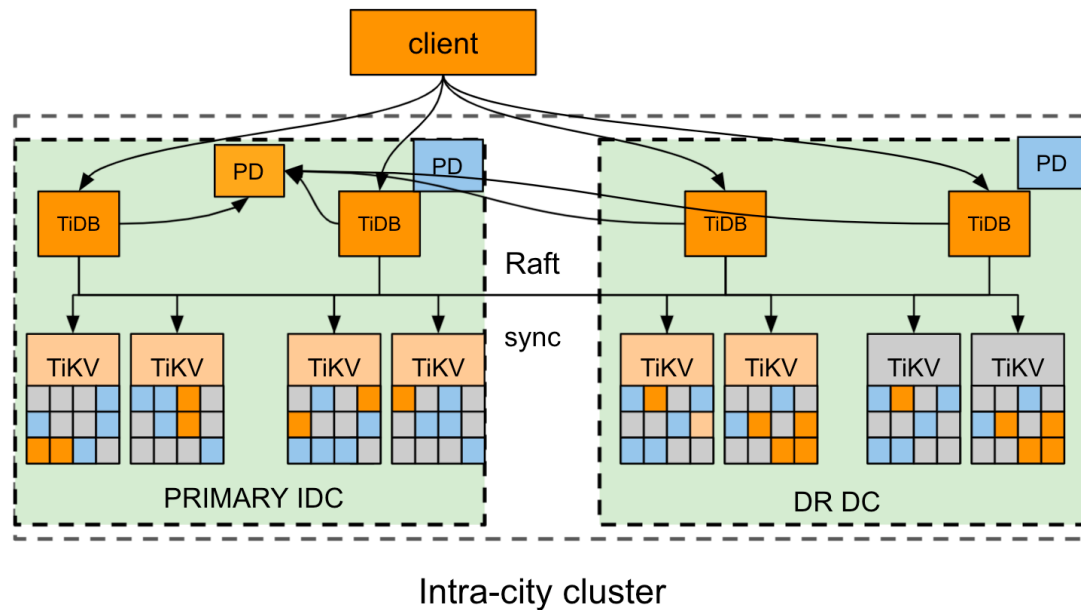 client
PD
PD
PD
TiDB
TiDB
TiDB
TiDB
Raft
sync
TiKV
TiKV
TiKV
TiKV
TiKV
TiKV
TiKV
TiKV
PRIMARY IDC
DR DC
Intra-city cluster